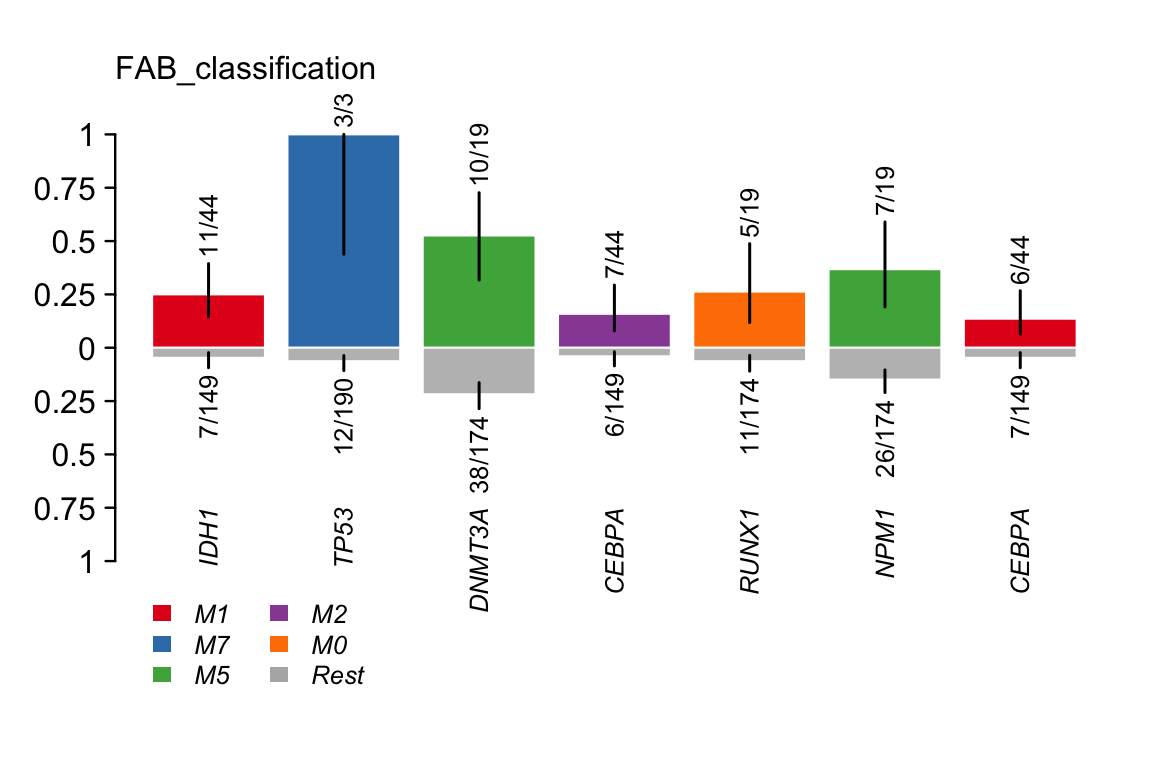 FAB_classification
1
0.75
0.5
0.25
0
0.25
0.5
0.75
1
11/44
3/3
10/19
7/44
5/19
7/19
6/44
7/149
12/190
38/174
6/149
11/174
26/174
7/149
IDH1
TP53
DNMT3A
CEBPA
RUNX1
NPM1
CEBPA
M1
M7
M5
M2
M0
Rest